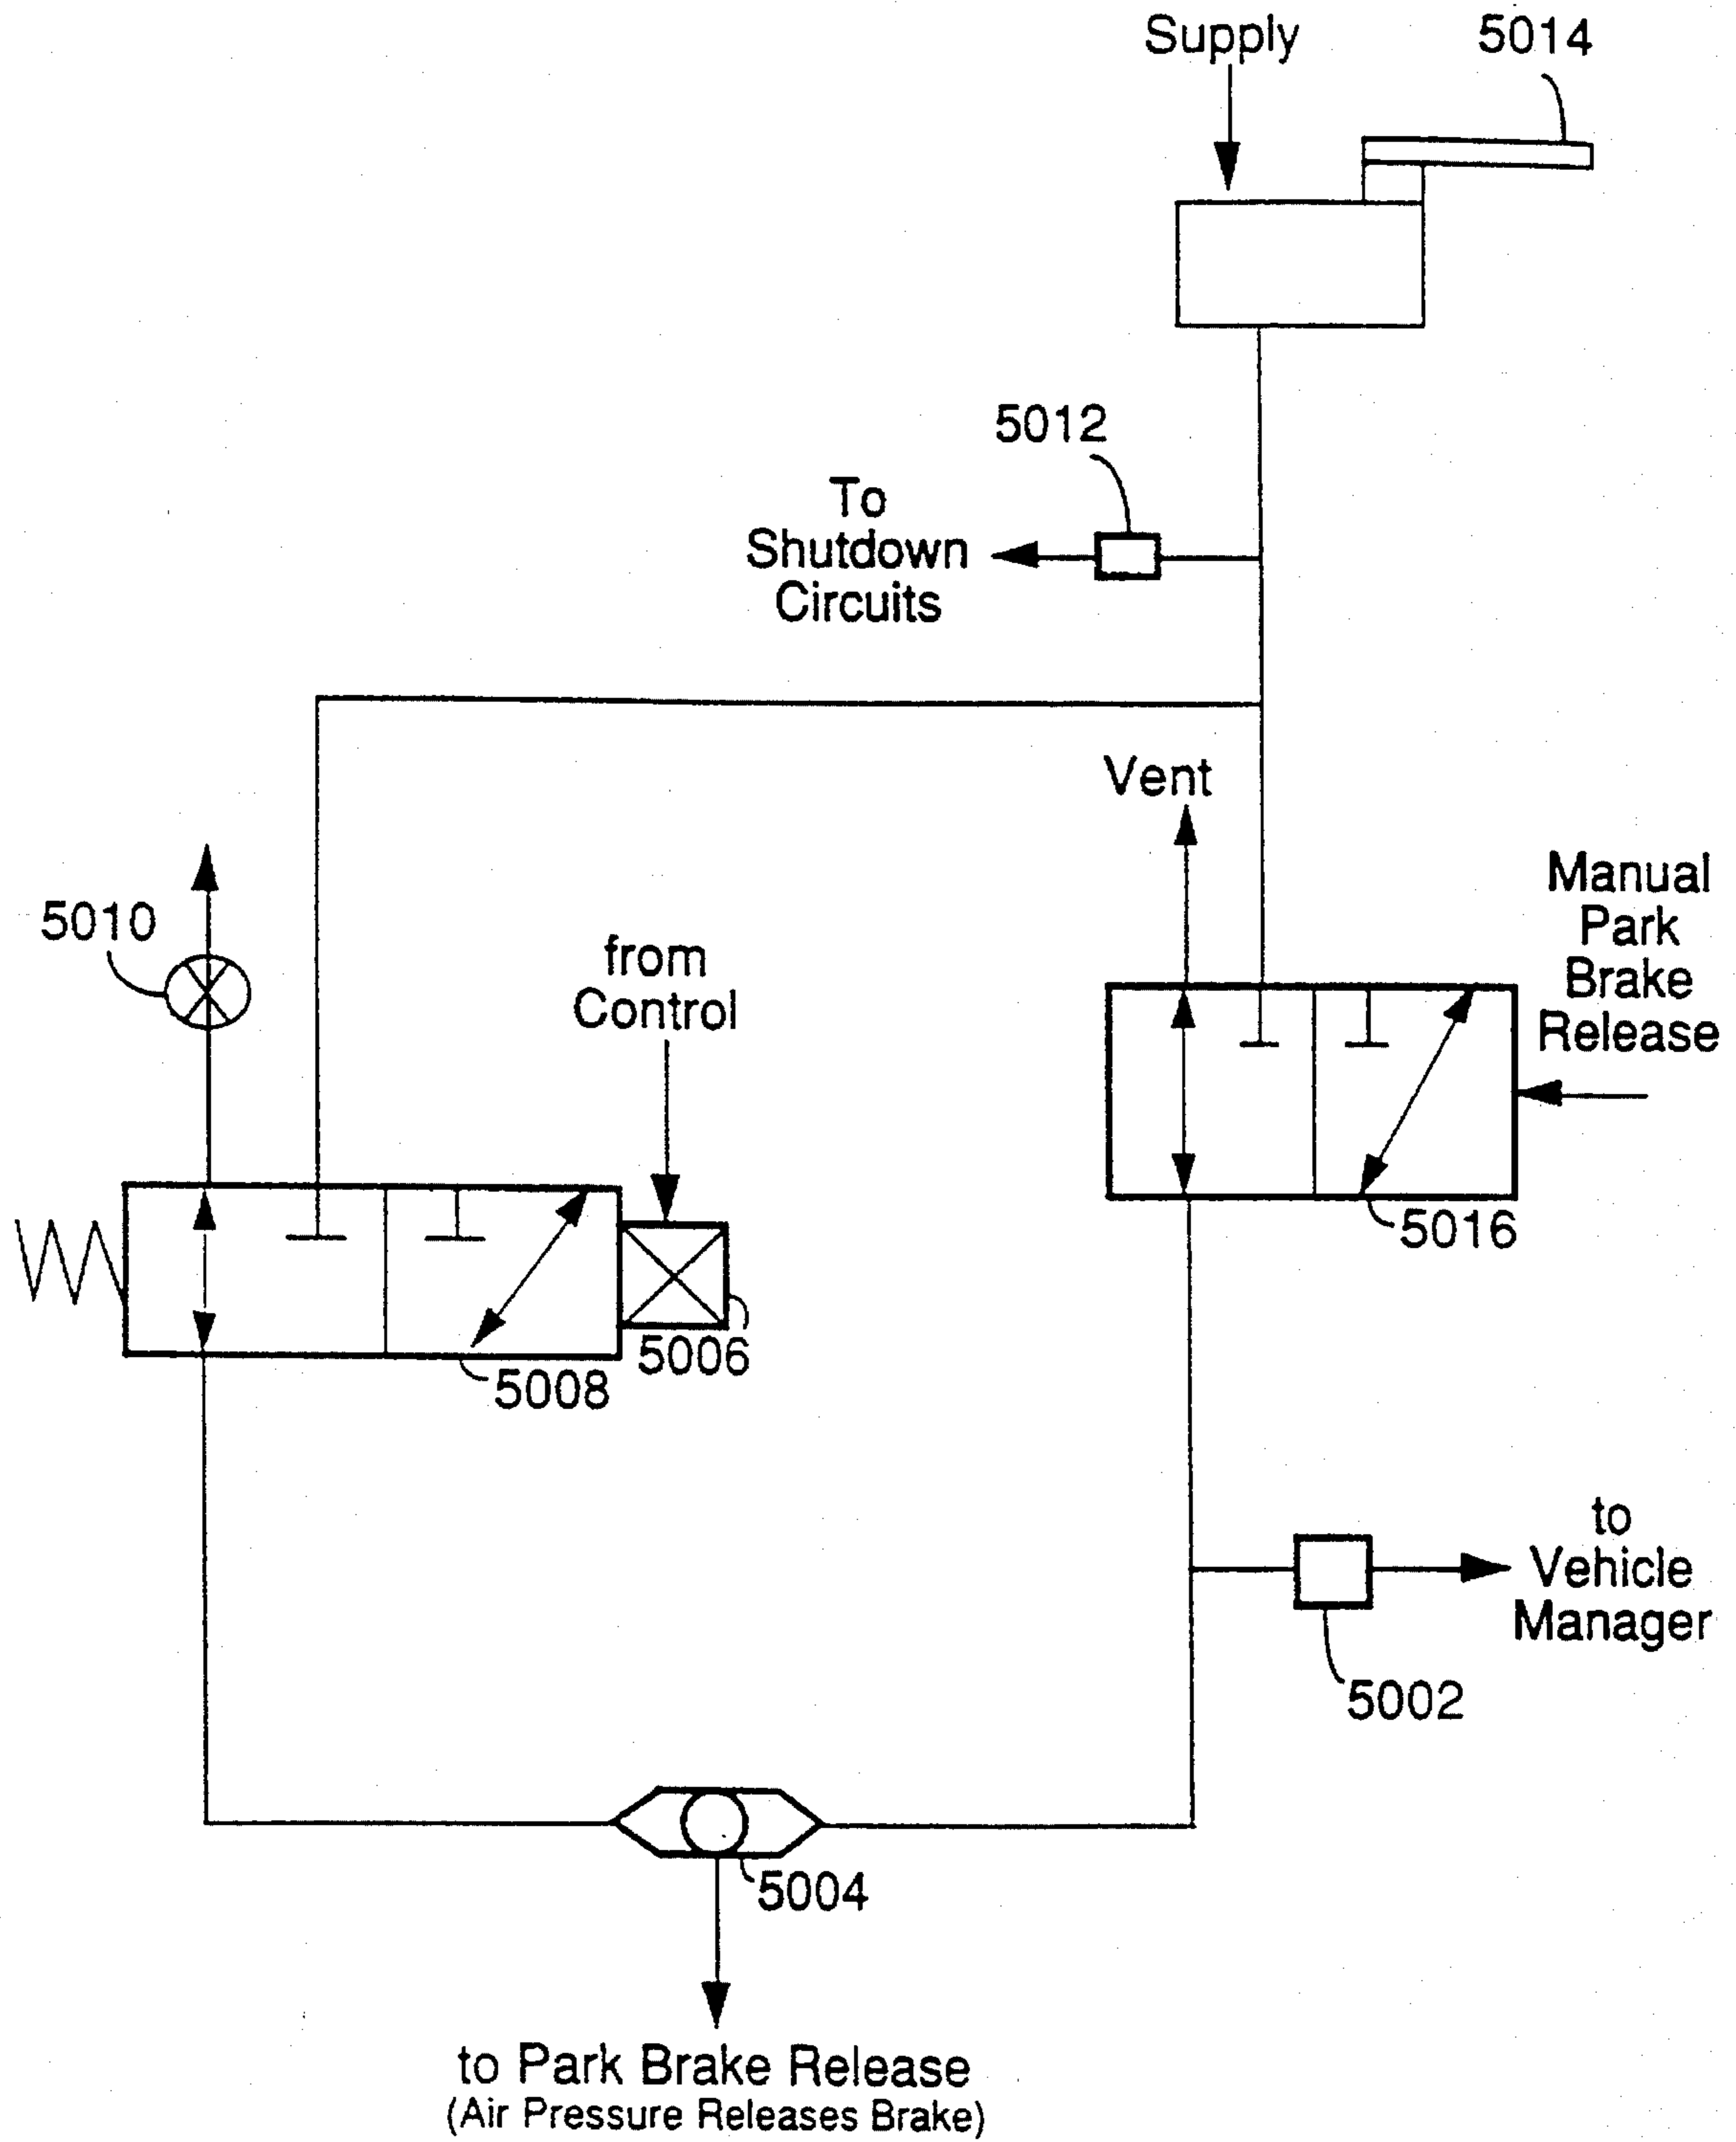 Supply
5014
5012
To
Shutdown
Circuits
Vent
Manual
Park
Brake
Release
5010
from
Control
5016
5006
5008
to
Vehicle
Manager
5002
5004
to Park Brake Release
(Air Pressure Releases Brake)